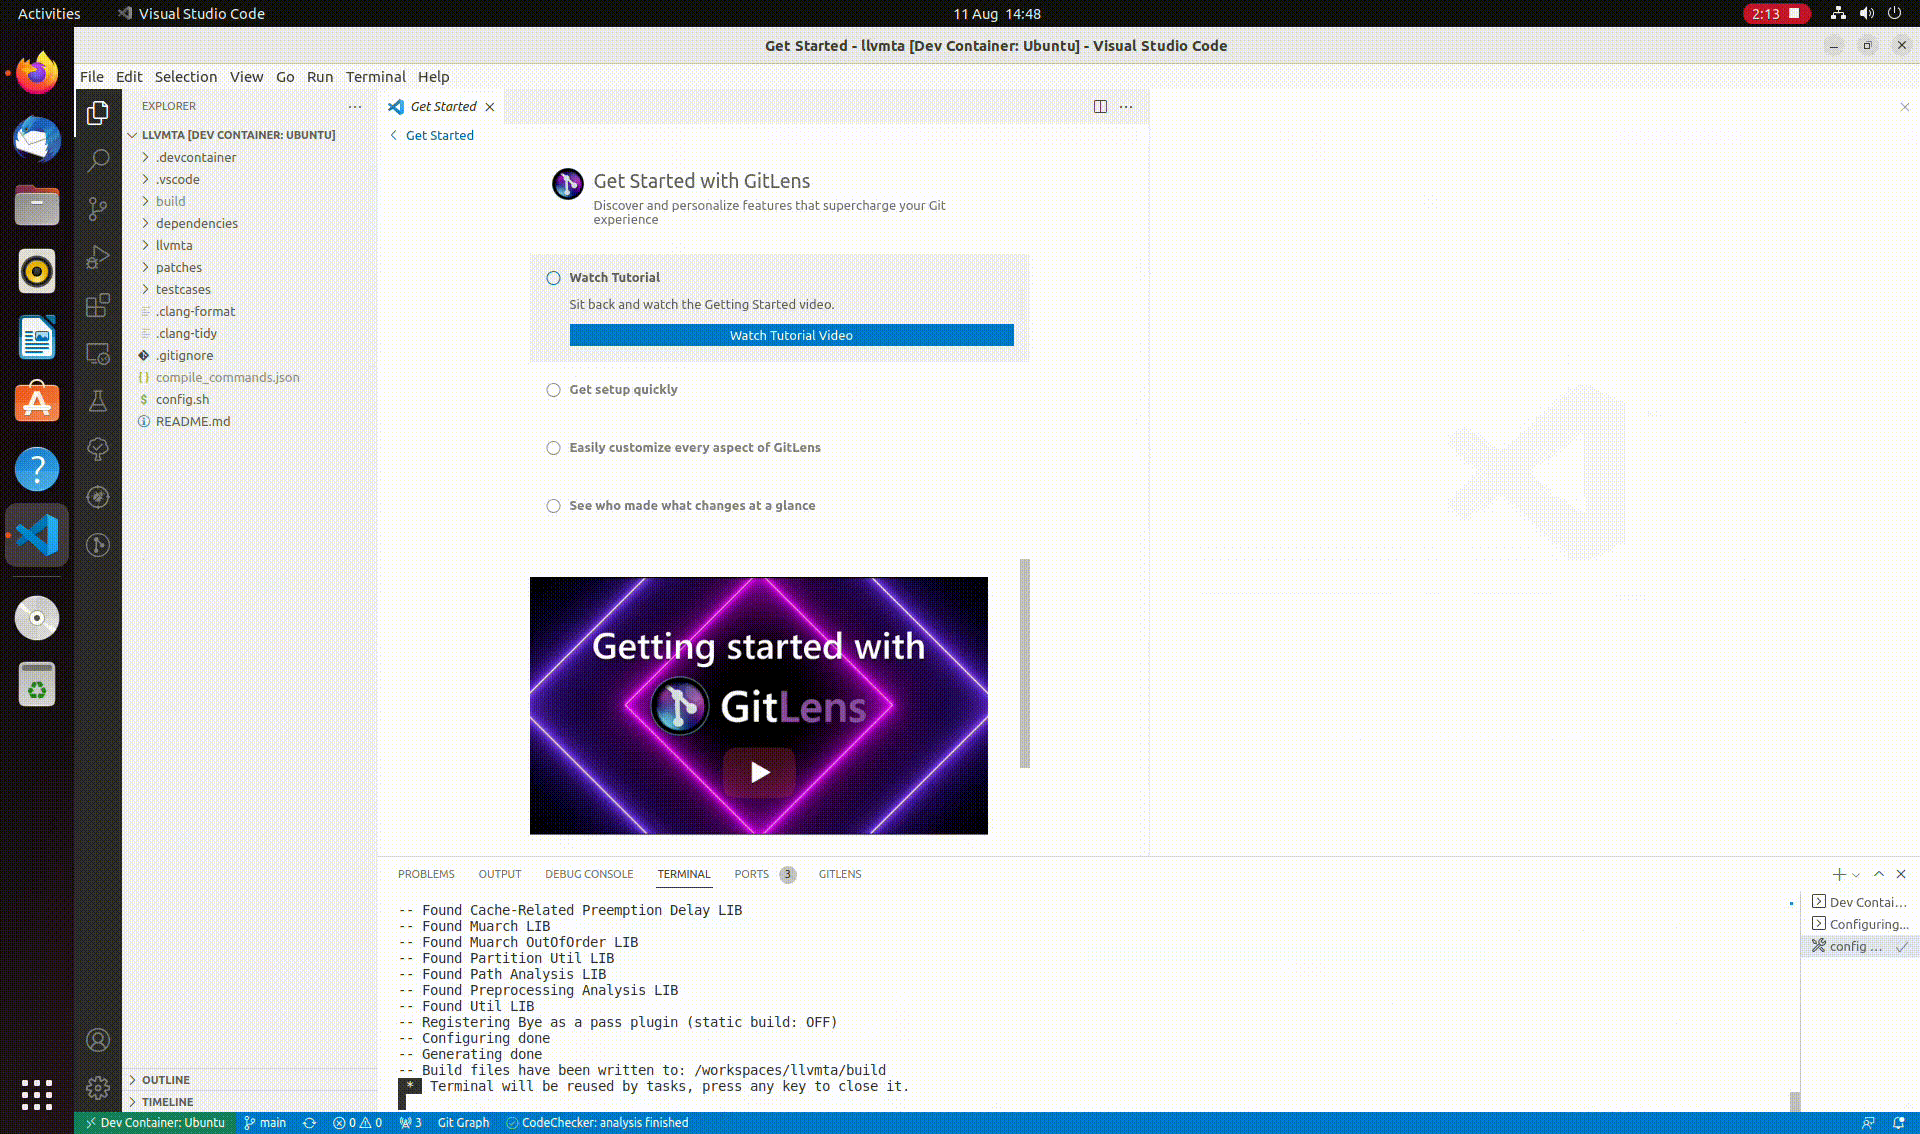 Activities
Visual Studio Code
11 Aug 14:48
2:13
Get Started - llvmta [Dev Container: Ubuntu] - Visual Studio Code
File Edit Selection View Go Run Terminal Help
EXPLORER
LLVMTA [DEV CONTAINER: UBUNTU]
.devcontainer
.vscode
build
dependencies
llvmta
patches
testcases
.clang-format
.clang-tidy
.gitignore
compile_commands.json
config.sh
README.md
OUTLINE
TIMELINE
Get Started
Get Started
Get Started with GitLens
Discover and personalize features that supercharge your Git
experience
Watch Tutorial
Sit back and watch the Getting Started video.
Watch Tutorial Video
Get setup quickly
Easily customize every aspect of GitLens
See who made what changes at a glance
Getting started with
GitLens
PROBLEMS OUTPUT DEBUG CONSOLE TERMINAL PORTS 3 GITLENS
-- Found Cache-Related Preemption Delay LIB
-- Found Muarch LIB
-- Found Muarch OutOfOrder LIB
-- Found Partition Util LIB
-- Found Path Analysis LIB
-- Found Preprocessing Analysis LIB
-- Found Util LIB
-- Registering Bye as a pass plugin (static build: OFF)
-- Configuring done
-- Generating done
-- Build files have been written to: /workspaces/llvmta/build
* Terminal will be reused by tasks, press any key to close it.
Dev Contai...
Configuring...
config ...
Dev Container: Ubuntu main 0 0 3 Git Graph CodeChecker: analysis finished